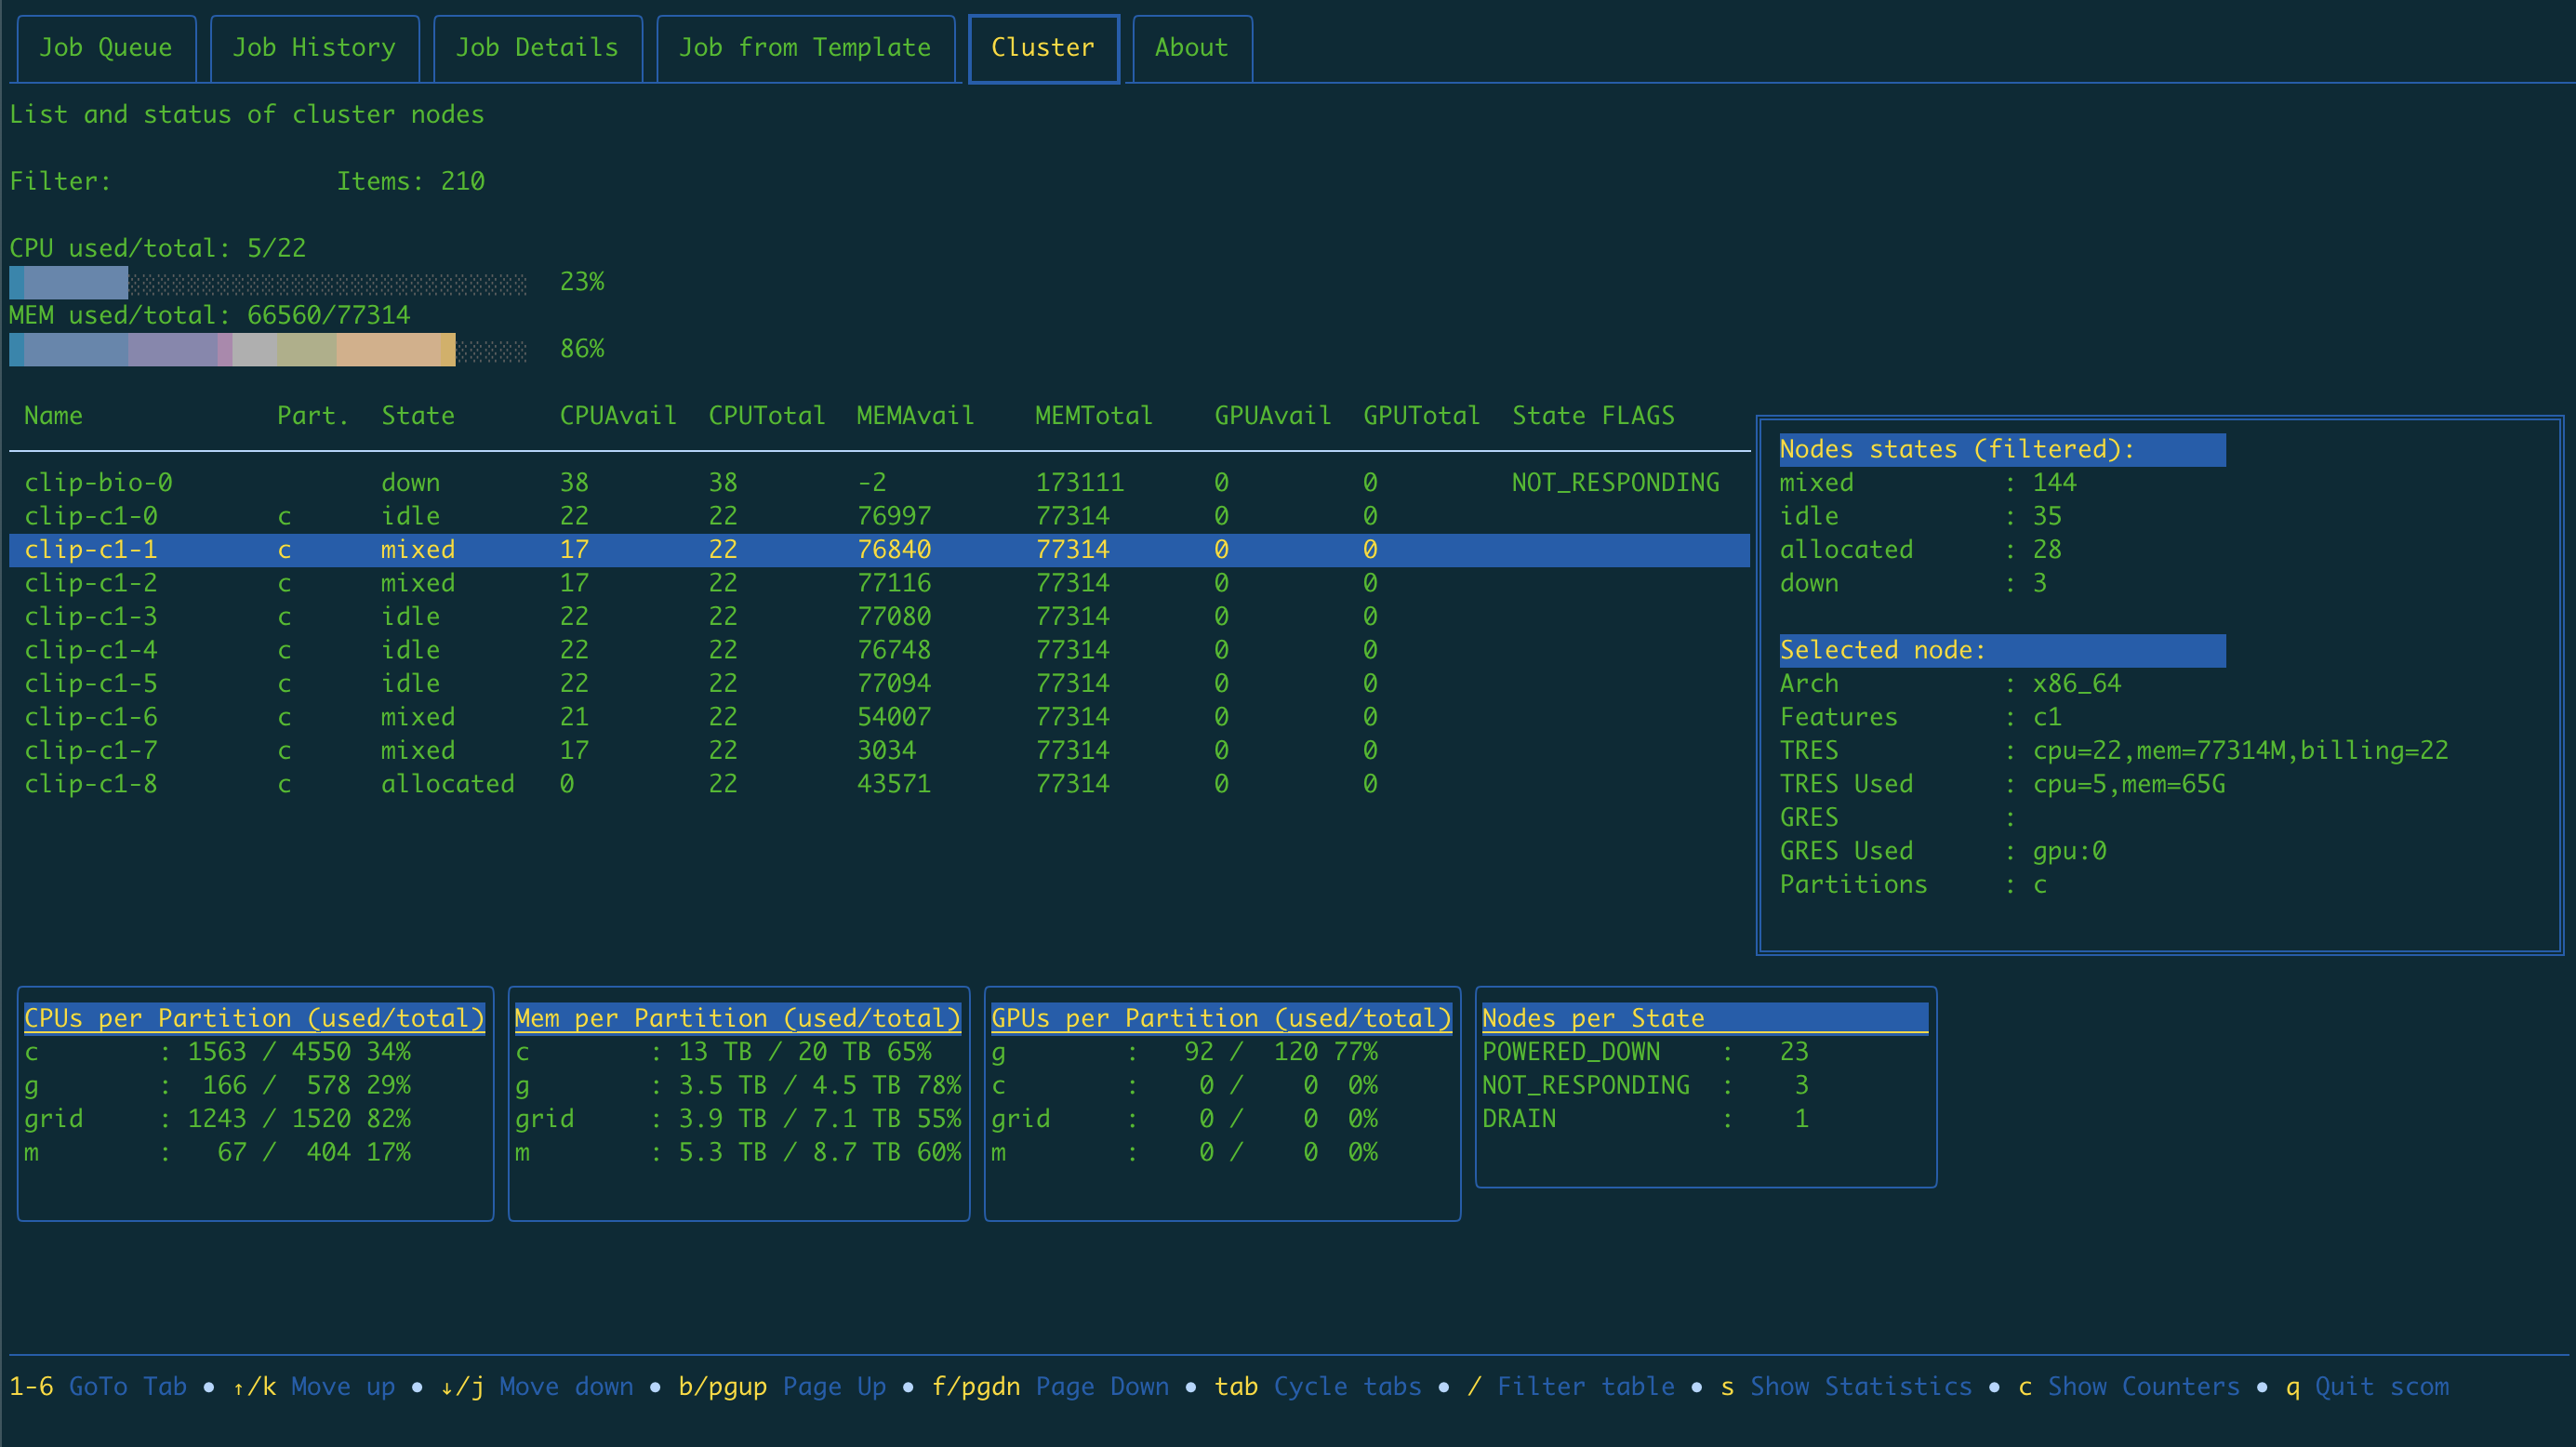 Job Queue Job History Job Details Job from Template Cluster About
List and status of cluster nodes
Filter: Items: 210
CPU used/total: 5/22
23%
MEM used/total: 66560/77314
86%
Name Part. State CPUAvail CPUTotal MEMAvail MEMTotal GPUAvail GPUTotal State FLAGS
clip-bio-0 down 38 38 -2 173111 0 0 NOT_RESPONDING
clip-c1-0 c idle 22 22 76997 77314 0 0
clip-c1-1 c mixed 17 22 76840 77314 0 0
clip-c1-2 c mixed 17 22 77116 77314 0 0
clip-c1-3 c idle 22 22 77080 77314 0 0
clip-c1-4 c idle 22 22 76748 77314 0 0
clip-c1-5 c idle 22 22 77094 77314 0 0
clip-c1-6 c mixed 21 22 54007 77314 0 0
clip-c1-7 c mixed 17 22 3034 77314 0 0
clip-c1-8 c allocated 0 22 43571 77314 0 0
Nodes states (filtered):
mixed : 144
idle : 35
allocated : 28
down : 3
Selected node:
Arch : x86_64
Features : c1
TRES : cpu=22,mem=77314M,billing=22
TRES Used : cpu=5,mem=65G
GRES :
GRES Used : gpu:0
Partitions : c
CPUs per Partition (used/total)
c : 1563 / 4550 34%
g : 166 / 578 29%
grid : 1243 / 1520 82%
m : 67 / 404 17%
Mem per Partition (used/total)
c : 13 TB / 20 TB 65%
g : 3.5 TB / 4.5 TB 78%
grid : 3.9 TB / 7.1 TB 55%
m : 5.3 TB / 8.7 TB 60%
GPUs per Partition (used/total)
g : 92 / 120 77%
c : 0 / 0 0%
grid : 0 / 0 0%
m : 0 / 0 0%
Nodes per State
POWERED_DOWN : 23
NOT_RESPONDING : 3
DRAIN : 1
1-6 GoTo Tab • ↑/k Move up • ↓/j Move down • b/pgup Page Up • f/pgdn Page Down • tab Cycle tabs • / Filter table • s Show Statistics • c Show Counters • q Quit scom